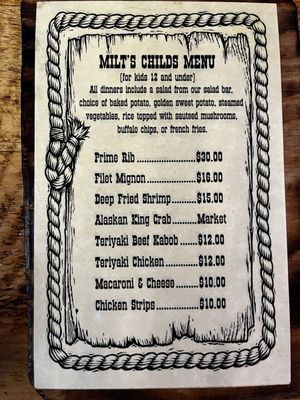 MILT'S CHILDS MENU
(for kids 12 and under)
All dinners include a salad from our salad bar,
choice of baked potato, golden sweet potato, steamed
vegetables, rice topped with sauteed mushrooms,
buffalo chips, or french fries.
Prime Rib.......................$30.00
Filet Mignon...................$16.00
Deep Fried Shrimp.........$15.00
Alaskan King Crab.........Market
Teriyaki Beef Kabob......$12.00
Teriyaki Chicken............$12.00
Macaroni & Cheese........$10.00
Chicken Strips................$10.00